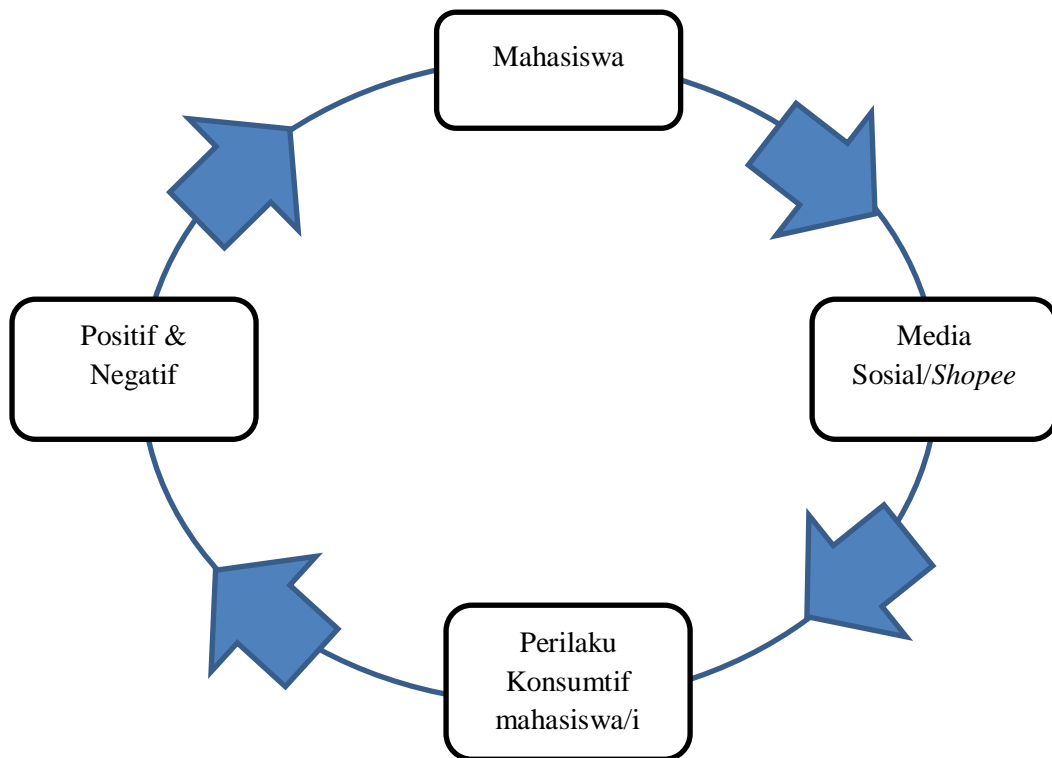 Mahasiswa
Positif &
Negatif
Media
Sosial/Shopee
Perilaku
Konsumtif
mahasiswa/i